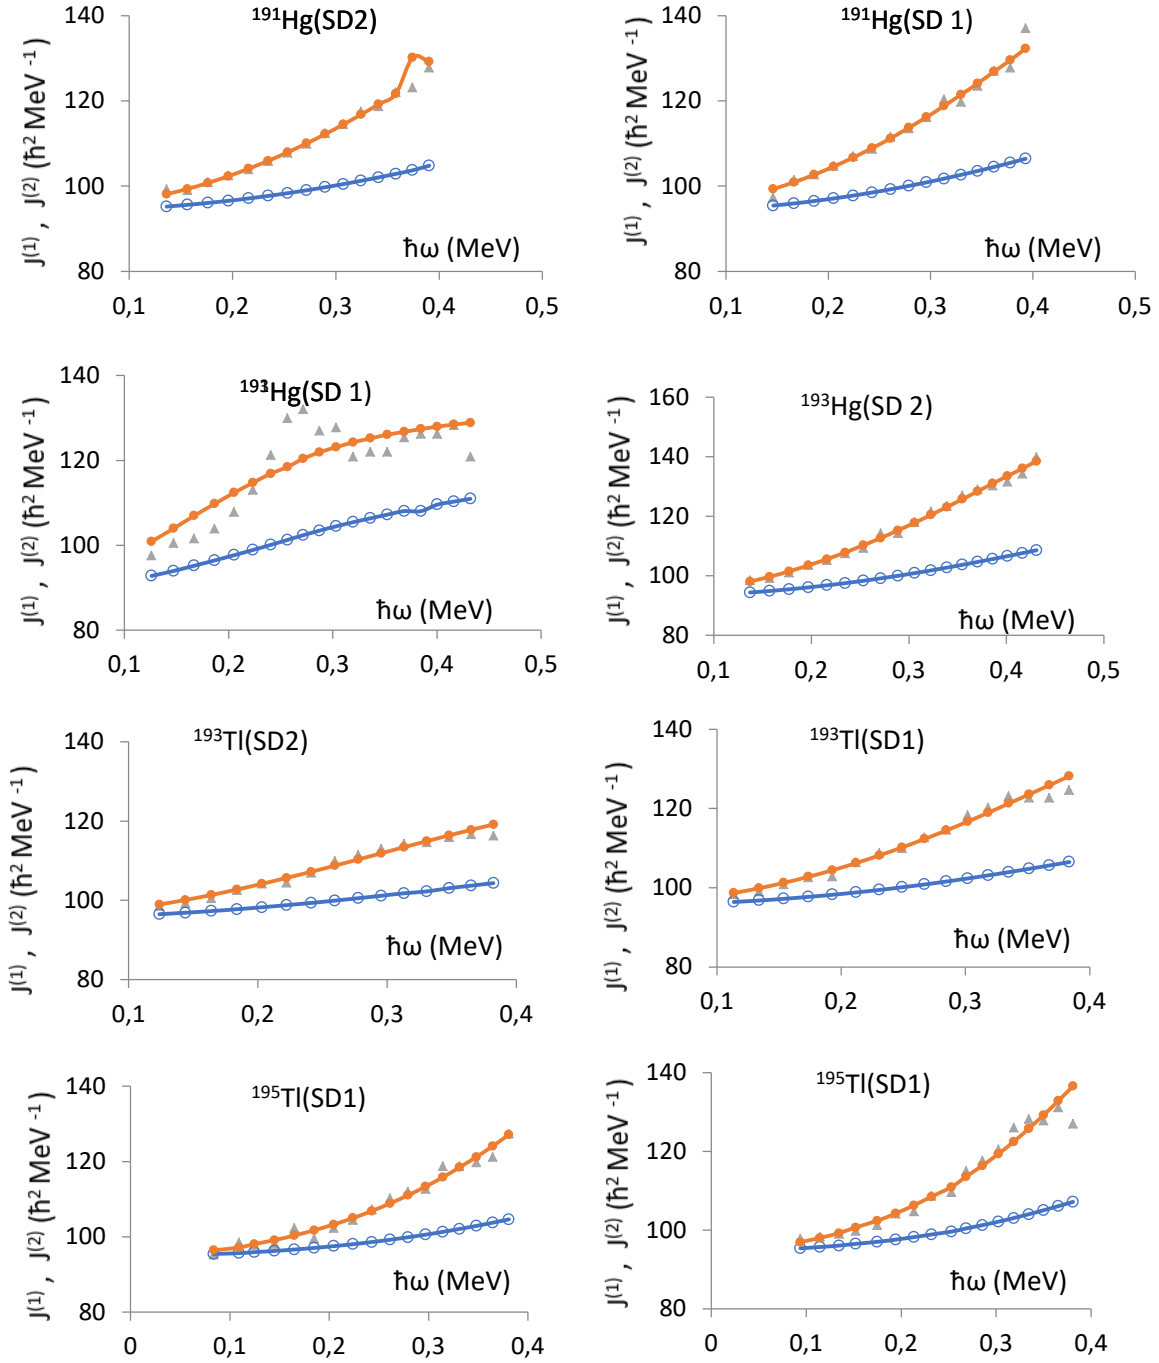 ¹⁹¹Hg(SD2)
140
120
100
80
0,1 0,2 0,3 0,4 0,5
J⁽¹⁾ , J⁽²⁾ (ħ² MeV ⁻¹)
ħω (MeV)
¹⁹¹Hg(SD 1)
140
120
100
80
0,1 0,2 0,3 0,4 0,5
J⁽¹⁾ , J⁽²⁾ (ħ² MeV ⁻¹)
ħω (MeV)
¹⁹³Hg(SD 1)
140
120
100
80
0,1 0,2 0,3 0,4 0,5
J⁽¹⁾ , J⁽²⁾ (ħ² MeV ⁻¹)
ħω (MeV)
¹⁹³Hg(SD 2)
160
140
120
100
80
0,1 0,2 0,3 0,4 0,5
J⁽¹⁾ , J⁽²⁾ (ħ² MeV ⁻¹)
ħω (MeV)
¹⁹³Tl(SD2)
140
120
100
80
0,1 0,2 0,3 0,4
J⁽¹⁾ , J⁽²⁾ (ħ² MeV ⁻¹)
ħω (MeV)
¹⁹³Tl(SD1)
140
120
100
80
0,1 0,2 0,3 0,4
J⁽¹⁾ , J⁽²⁾ (ħ² MeV ⁻¹)
ħω (MeV)
¹⁹⁵Tl(SD1)
140
120
100
80
0 0,1 0,2 0,3 0,4
J⁽¹⁾ , J⁽²⁾ (ħ² MeV ⁻¹)
ħω (MeV)
¹⁹⁵Tl(SD1)
140
120
100
80
0 0,1 0,2 0,3 0,4
J⁽¹⁾ , J⁽²⁾ (ħ² MeV ⁻¹)
ħω (MeV)